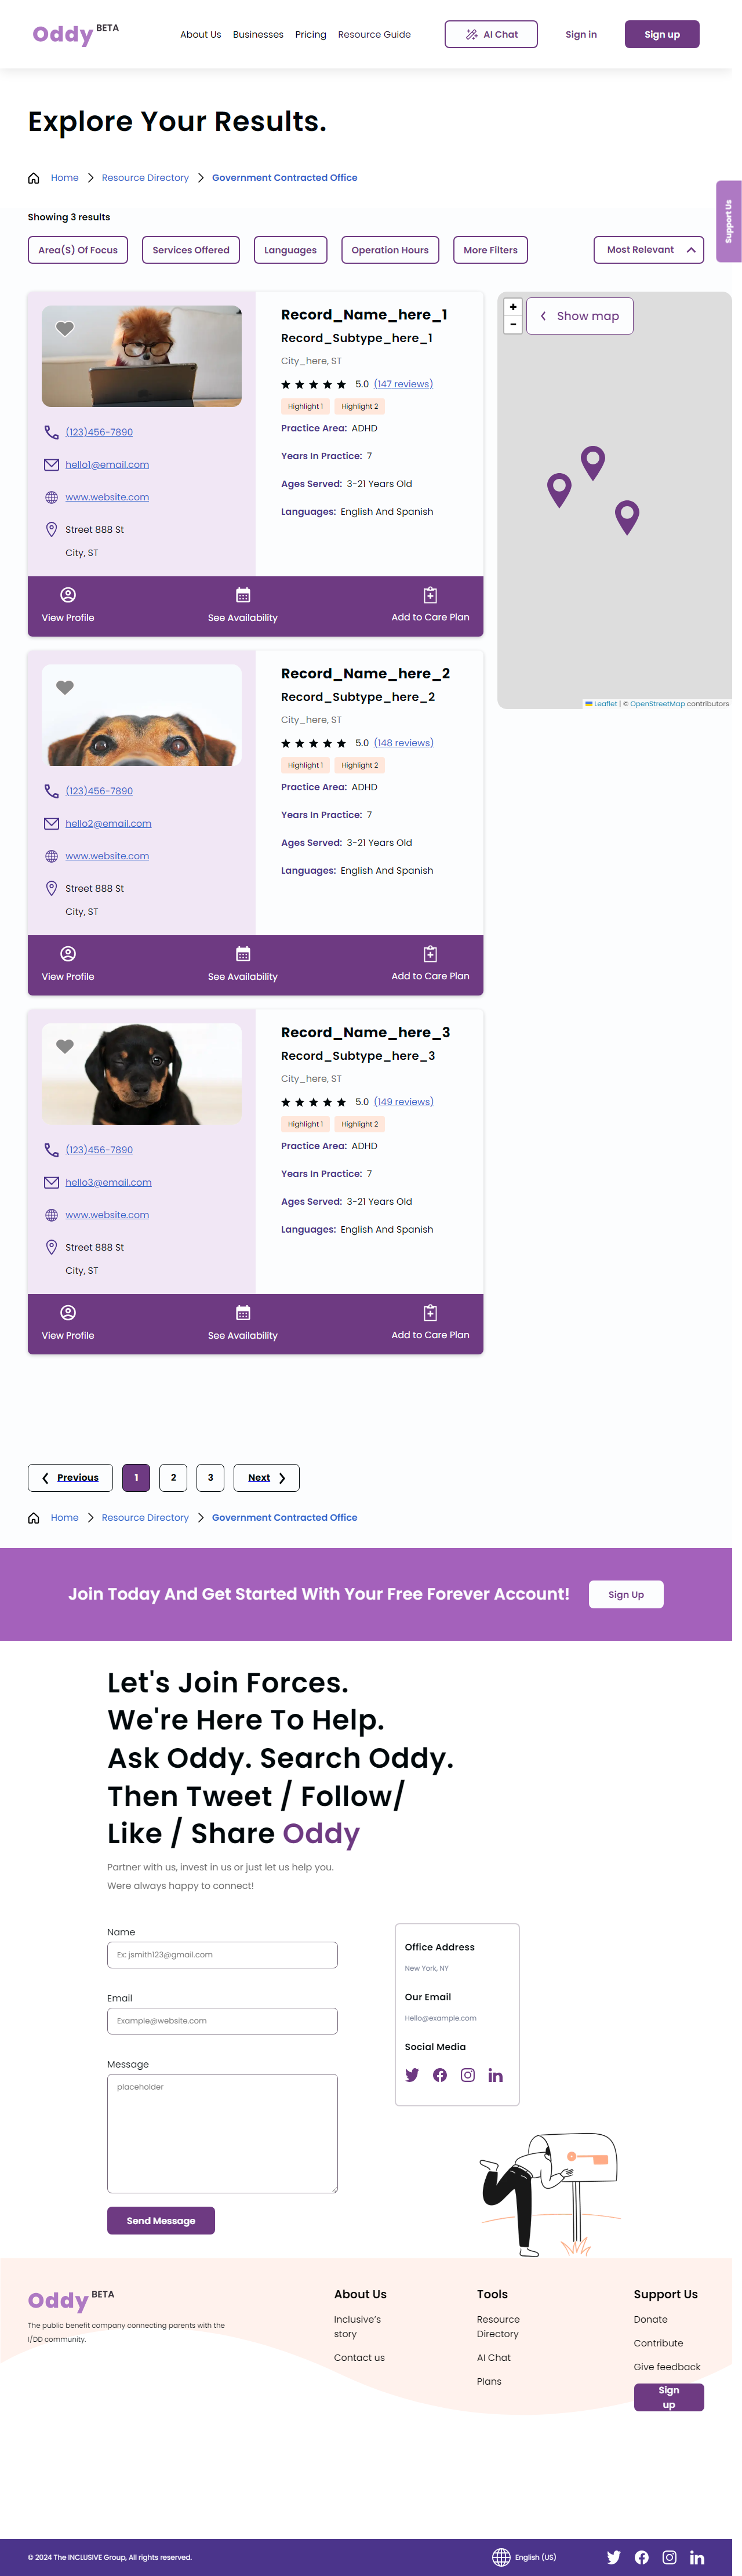 Oddy BETA
About Us Businesses Pricing Resource Guide AI Chat Sign in Sign up
Explore Your Results.
Home Resource Directory Government Contracted Office
Support Us
Showing 3 results
Area(S) Of Focus Services Offered Languages Operation Hours More Filters Most Relevant
Record_Name_here_1
Record_Subtype_here_1
City_here, ST
5.0 (147 reviews)
Highlight 1 Highlight 2
Practice Area: ADHD
Years In Practice: 7
Ages Served: 3-21 Years Old
Languages: English And Spanish
(123)456-7890
hello1@email.com
www.website.com
Street 888 St
City, ST
View Profile See Availability Add to Care Plan
+
-
Show map
Leaflet | © OpenStreetMap contributors
Record_Name_here_2
Record_Subtype_here_2
City_here, ST
5.0 (148 reviews)
Highlight 1 Highlight 2
Practice Area: ADHD
Years In Practice: 7
Ages Served: 3-21 Years Old
Languages: English And Spanish
(123)456-7890
hello2@email.com
www.website.com
Street 888 St
City, ST
View Profile See Availability Add to Care Plan
Record_Name_here_3
Record_Subtype_here_3
City_here, ST
5.0 (149 reviews)
Highlight 1 Highlight 2
Practice Area: ADHD
Years In Practice: 7
Ages Served: 3-21 Years Old
Languages: English And Spanish
(123)456-7890
hello3@email.com
www.website.com
Street 888 St
City, ST
View Profile See Availability Add to Care Plan
Previous 1 2 3 Next
Home Resource Directory Government Contracted Office
Join Today And Get Started With Your Free Forever Account! Sign Up
Let's Join Forces.
We're Here To Help.
Ask Oddy. Search Oddy.
Then Tweet / Follow/
Like / Share Oddy
Partner with us, invest in us or just let us help you.
Were always happy to connect!
Name
Ex: jsmith123@gmail.com
Email
Example@website.com
Message
placeholder
Send Message
Office Address
New York, NY
Our Email
Hello@example.com
Social Media
Oddy BETA
The public benefit company connecting parents with the
I/DD community.
About Us
Inclusive's
story
Contact us
Tools
Resource
Directory
AI Chat
Plans
Support Us
Donate
Contribute
Give feedback
Sign
up
© 2024 The INCLUSIVE Group, All rights reserved.
English (US)